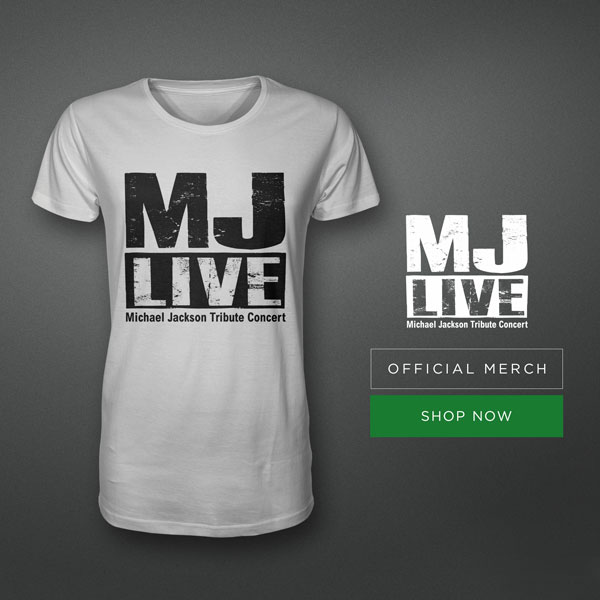 MJ
LIVE
Michael Jackson Tribute Concert
MJ
LIVE
Michael Jackson Tribute Concert
OFFICIAL MERCH
SHOP NOW